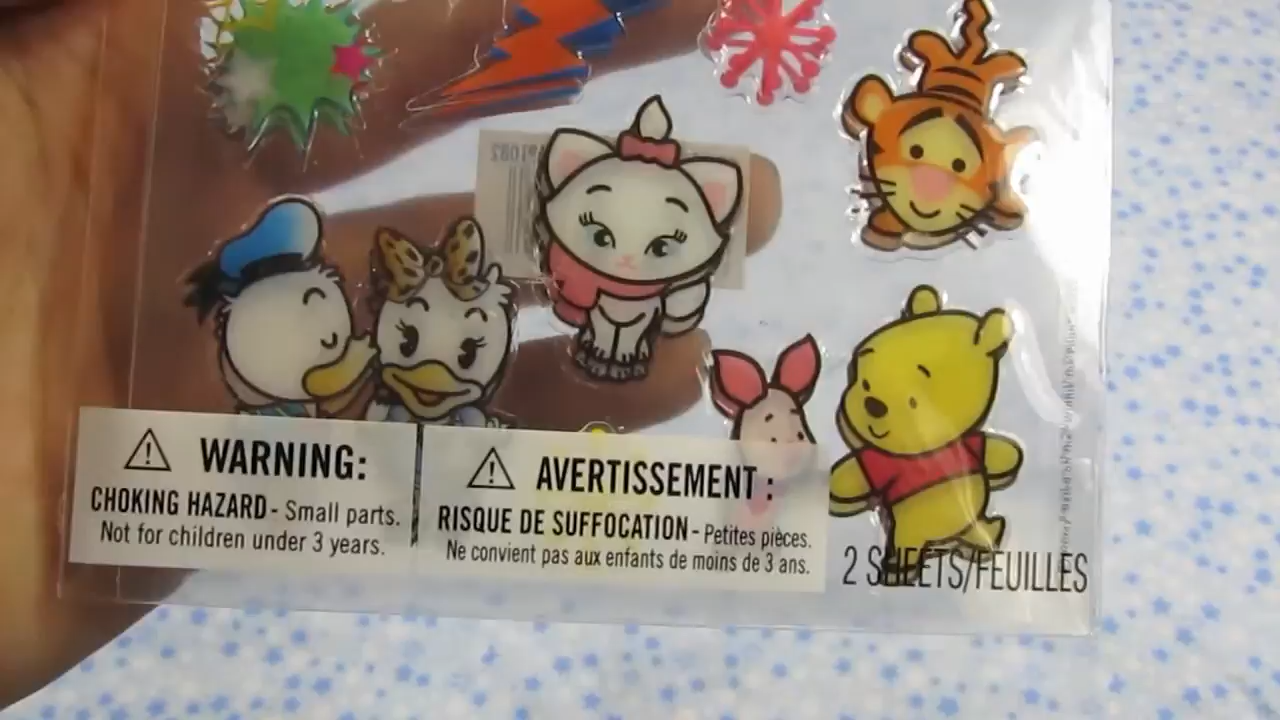 WARNING:
CHOKING HAZARD - Small parts.
Not for children under 3 years.
AVERTISSEMENT :
RISQUE DE SUFFOCATION - Petites pièces.
Ne convient pas aux enfants de moins de 3 ans.
2 SHEETS/FEUILLES